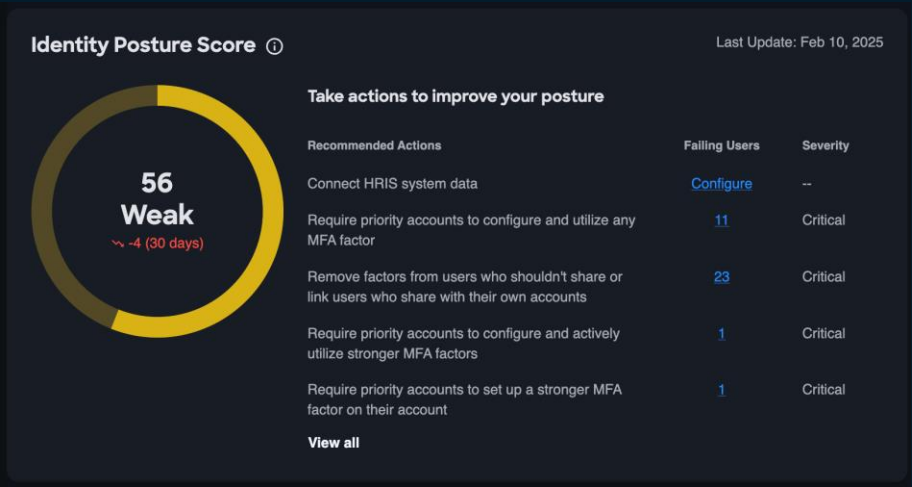 Identity Posture Score
Last Update: Feb 10, 2025
56
Weak
-4 (30 days)
Take actions to improve your posture
Recommended Actions Failing Users Severity
Connect HRIS system data Configure --
Require priority accounts to configure and utilize any 11 Critical
MFA factor
Remove factors from users who shouldn't share or 23 Critical
link users who share with their own accounts
Require priority accounts to configure and actively 1 Critical
utilize stronger MFA factors
Require priority accounts to set up a stronger MFA 1 Critical
factor on their account
View all